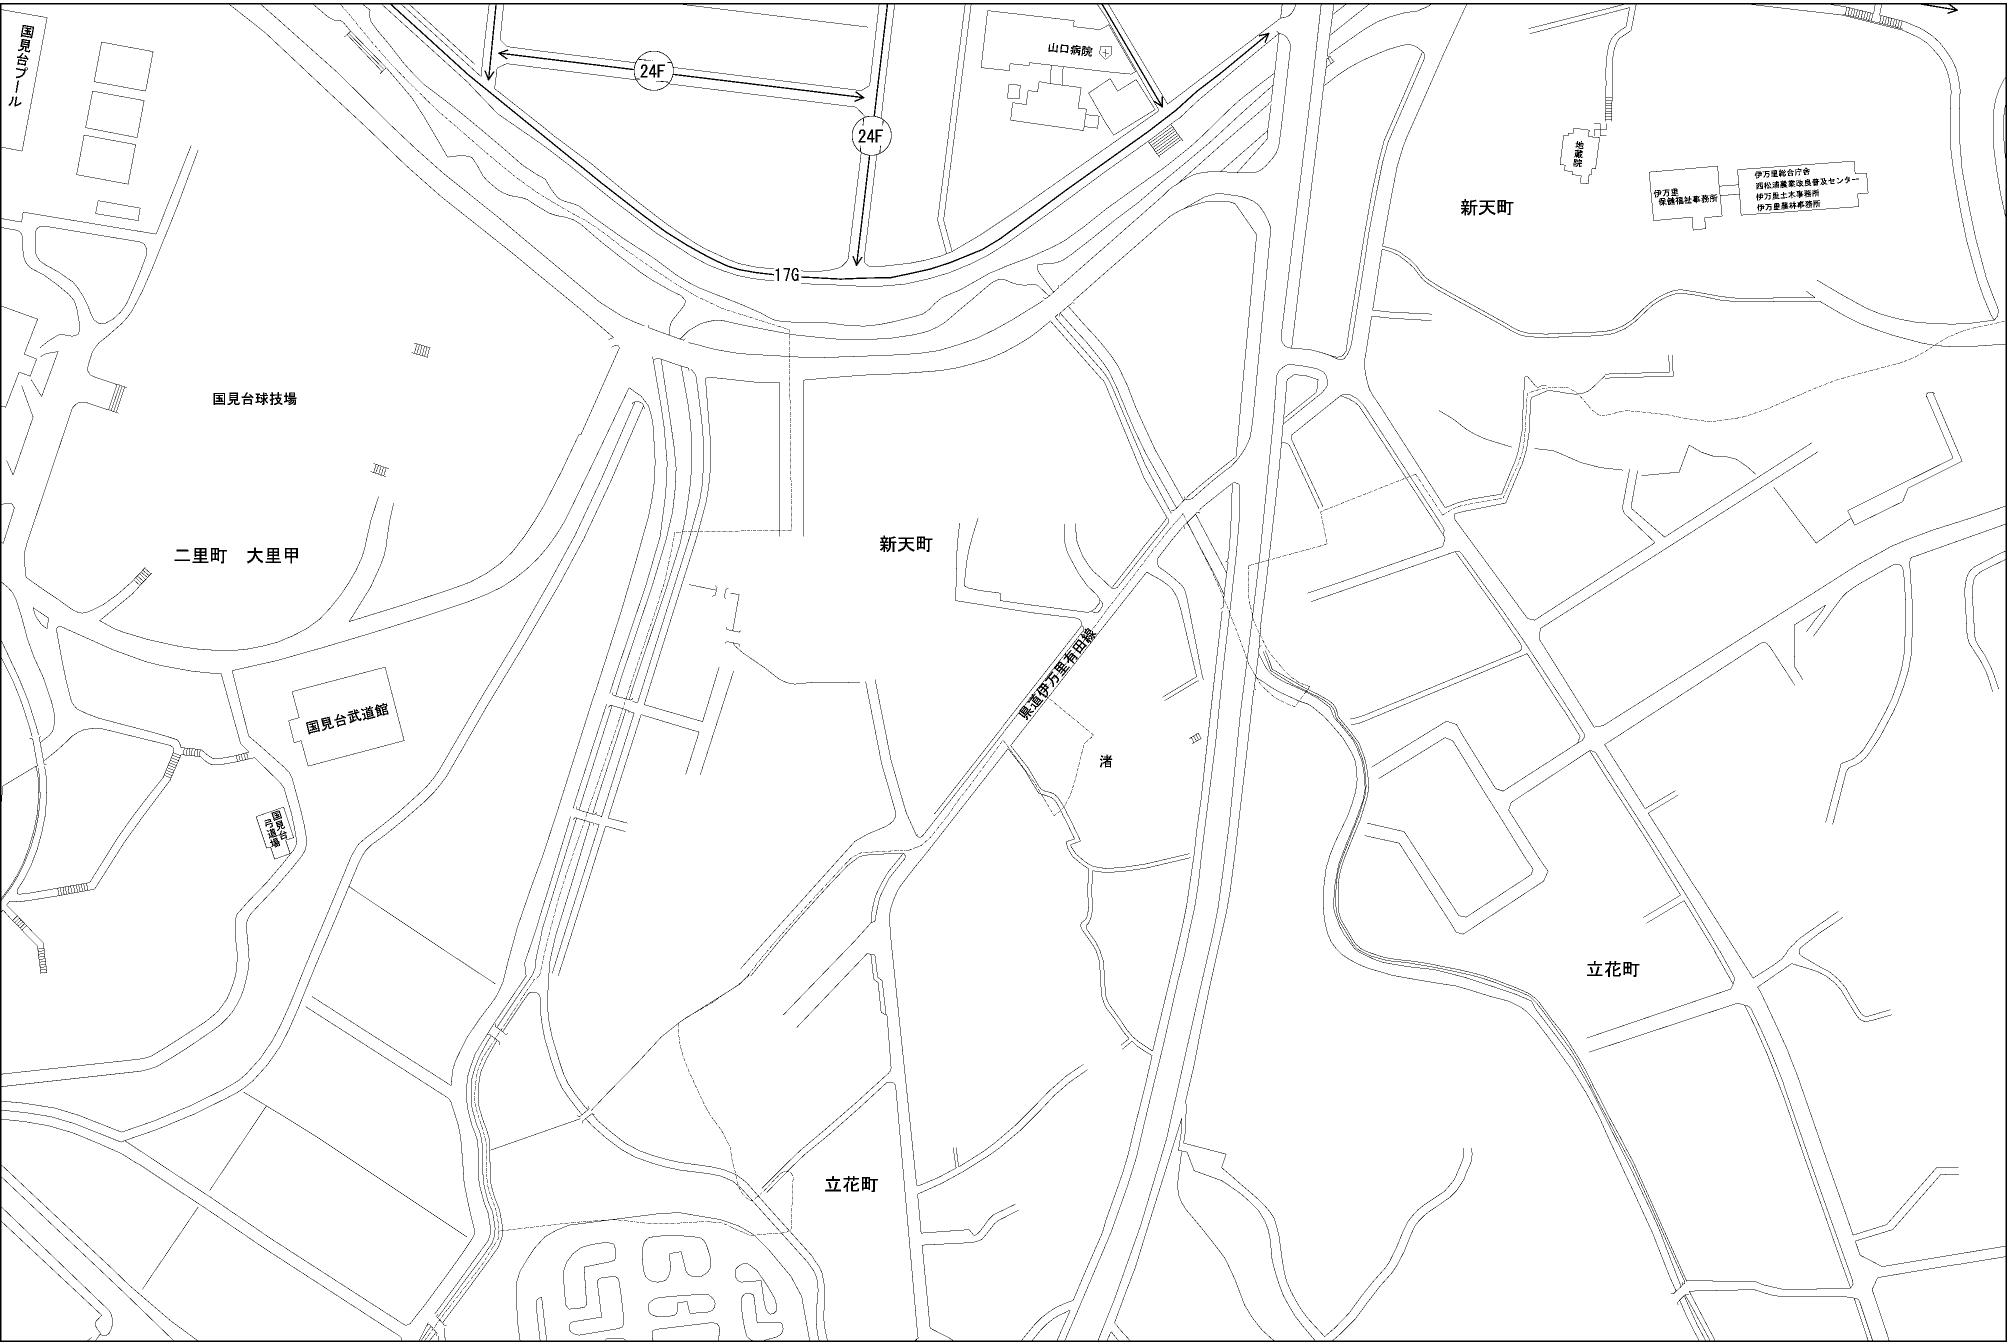 国見台プール
24F
山口病院
24F
地蔵院
伊万里
保健福祉事務所
伊万里総合庁舎
西松浦農業改良普及センター
伊万里土木事務所
伊万里農林事務所
新天町
17G
国見台球技場
二里町 大里甲
新天町
県道伊万里有田線
国見台武道館
渚
国見台
弓道場
立花町
立花町